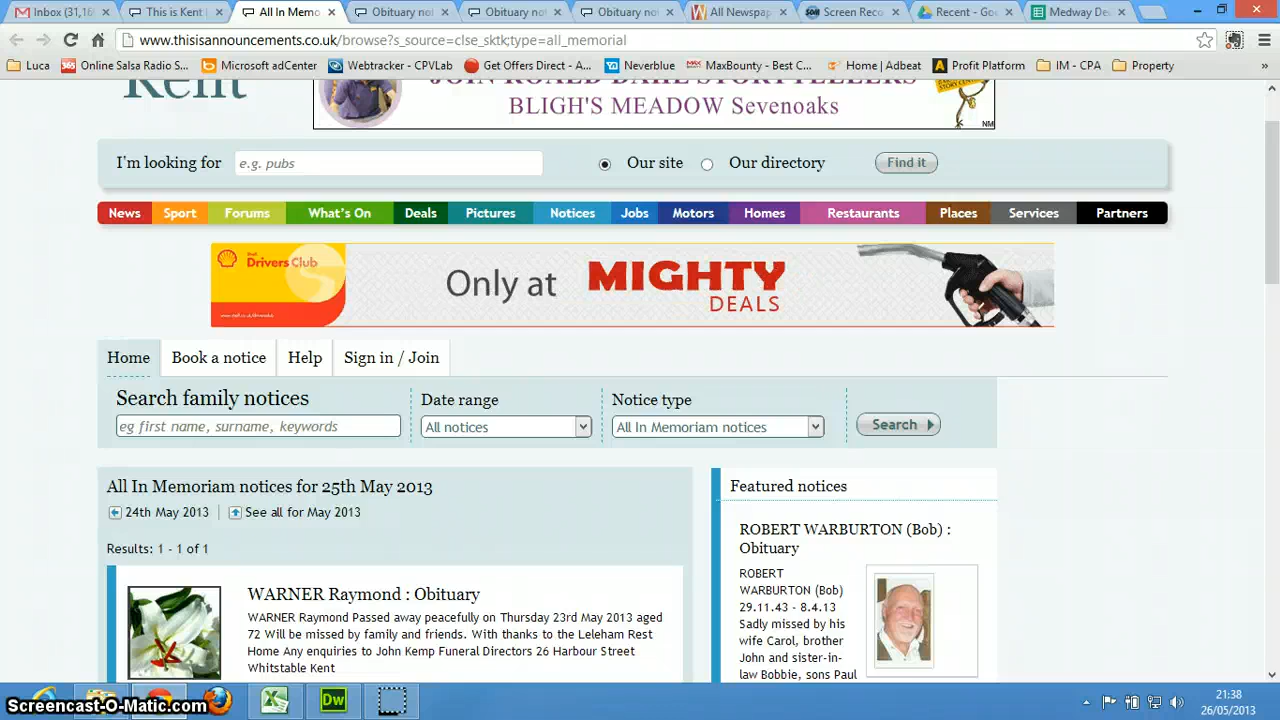 Inbox (31,16
This is Kent
All In Memo
Obituary no
Obituary no
Obituary no
All Newspap
Screen Reco
Recent - Goo
Medway De
www.thisisannouncements.co.uk/browse?s_source=clse_sktk;type=all_memorial
Luca
Online Salsa Radio S...
Microsoft adCenter
Webtracker - CPVLab
Get Offers Direct - A...
Neverblue
MaxBounty - Best C...
Home | Adbeat
Profit Platform
IM - CPA
Property
»
Kent
JOIN ROALD DAHL STORYTELLERS
BLIGH'S MEADOW Sevenoaks
NM
I'm looking for
e.g. pubs
Our site
Our directory
Find it
News
Sport
Forums
What's On
Deals
Pictures
Notices
Jobs
Motors
Homes
Restaurants
Places
Services
Partners
Drivers Club
Only at MIGHTY DEALS
Home
Book a notice
Help
Sign in / Join
Search family notices
Date range
Notice type
eg first name, surname, keywords
All notices
All In Memoriam notices
Search
All In Memoriam notices for 25th May 2013
24th May 2013
See all for May 2013
Results: 1 - 1 of 1
WARNER Raymond : Obituary
WARNER Raymond Passed away peacefully on Thursday 23rd May 2013 aged
72 Will be missed by family and friends. With thanks to the Leleham Rest
Home Any enquiries to John Kemp Funeral Directors 26 Harbour Street
Whitstable Kent
Featured notices
ROBERT WARBURTON (Bob) :
Obituary
ROBERT
WARBURTON (Bob)
29.11.43 - 8.4.13
Sadly missed by his
wife Carol, brother
John and sister-in-
law Bobbie, sons Paul
Screencast-O-Matic.com
Dw
21:38
26/05/2013